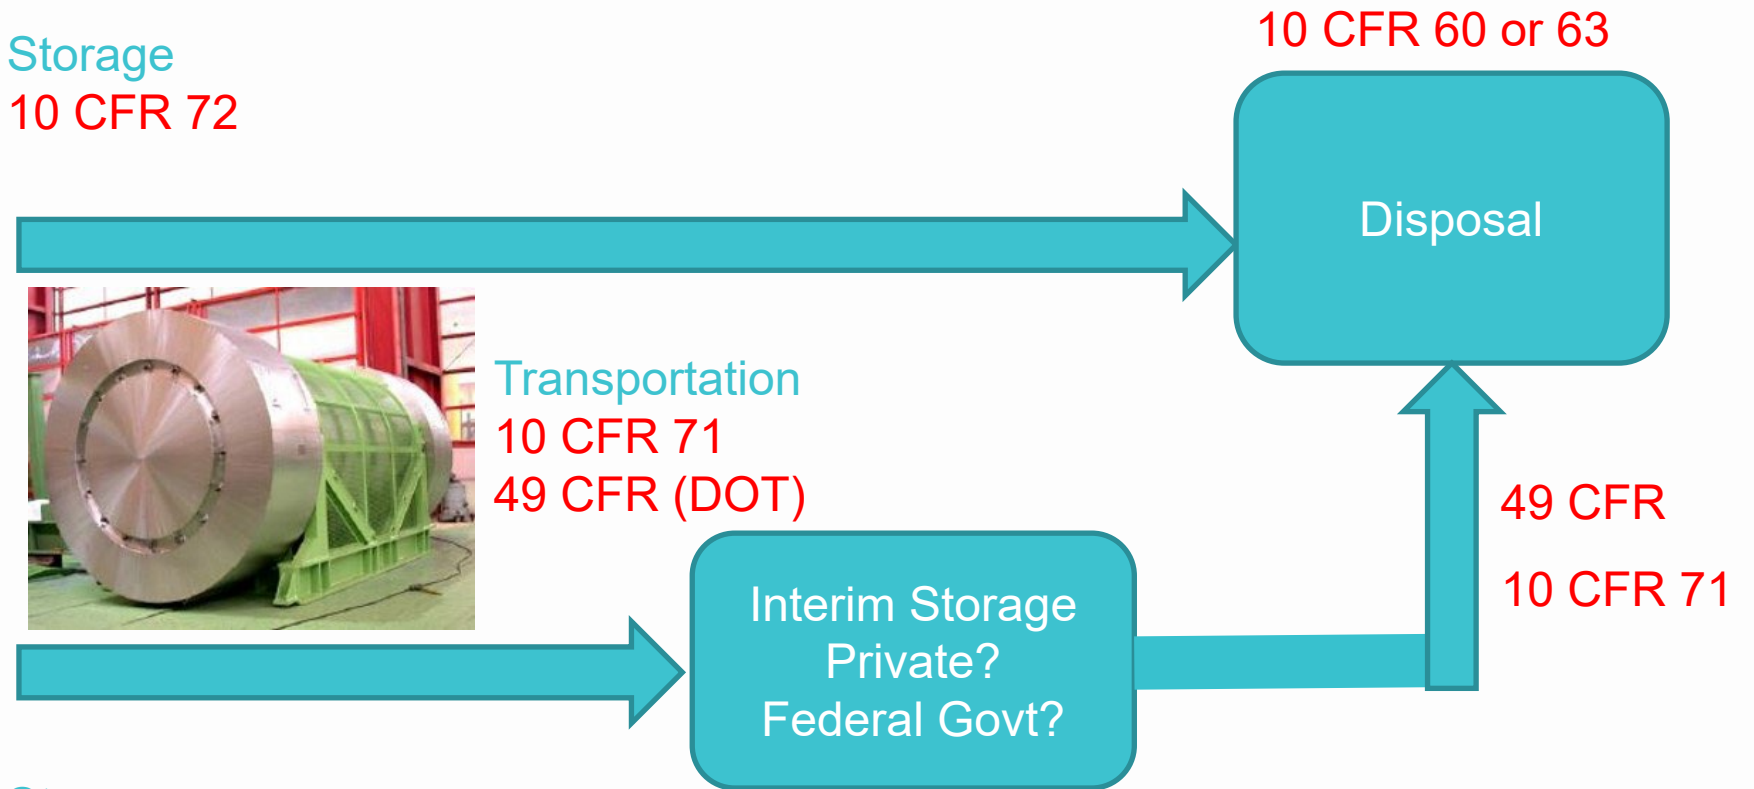 10 CFR 60 or 63
Storage
10 CFR 72
Disposal
Transportation
10 CFR 71
49 CFR (DOT)
49 CFR
10 CFR 71
Interim Storage
Private?
Federal Govt?